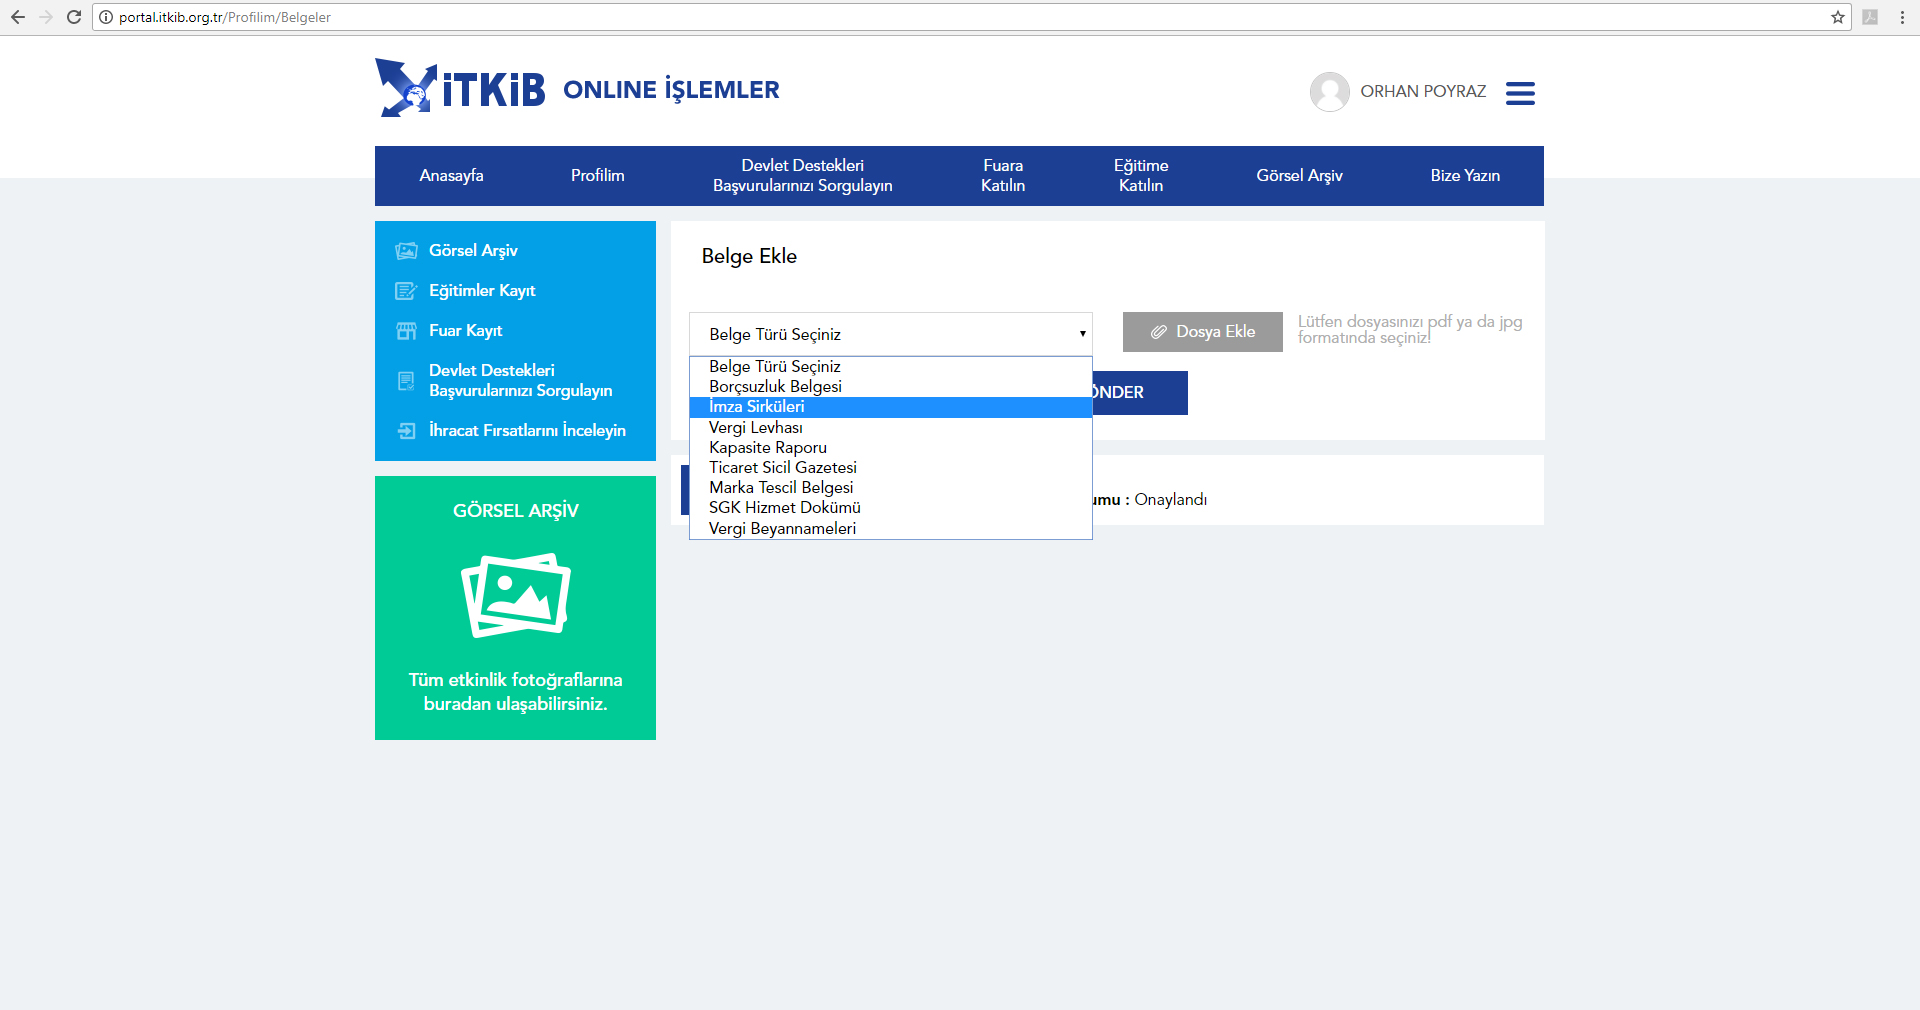 portal.itkib.org.tr/Profilim/Belgeler
iTKiB ONLINE İŞLEMLER
ORHAN POYRAZ
Anasayfa
Profilim
Devlet Destekleri
Başvurularınızı Sorgulayın
Fuara
Katılın
Eğitime
Katılın
Görsel Arşiv
Bize Yazın
Görsel Arşiv
Eğitimler Kayıt
Fuar Kayıt
Devlet Destekleri
Başvurularınızı Sorgulayın
İhracat Fırsatlarını İnceleyin
GÖRSEL ARŞİV
Tüm etkinlik fotoğraflarına
buradan ulaşabilirsiniz.
Belge Ekle
Belge Türü Seçiniz
Dosya Ekle
Lütfen dosyasınızı pdf ya da jpg
formatında seçiniz!
Belge Türü Seçiniz
Borçsuzluk Belgesi
İmza Sirküleri
Vergi Levhası
Kapasite Raporu
Ticaret Sicil Gazetesi
Marka Tescil Belgesi
SGK Hizmet Dokümü
Vergi Beyannameleri
ÖNDER
umu : Onaylandı